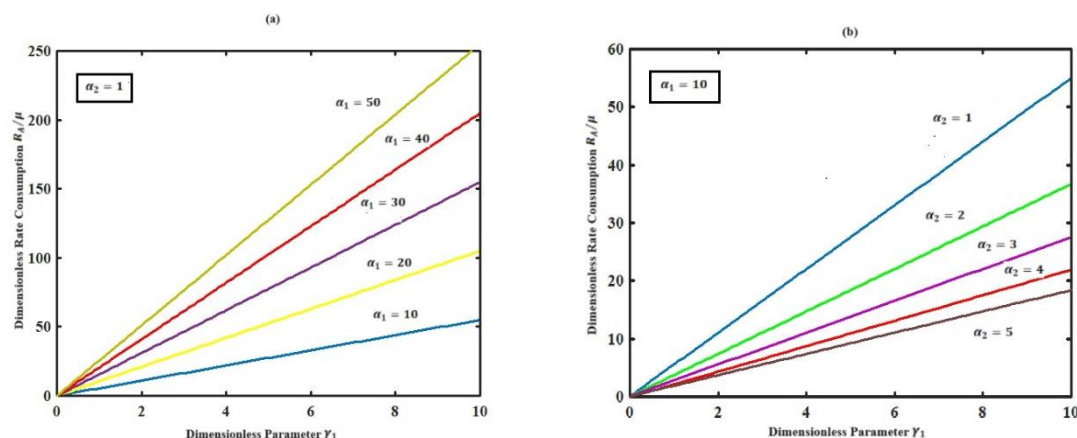 (a)
250
200
150
100
50
0
Dimensionless Rate Consumption R_A/μ
α₂ = 1
α₁ = 50
α₁ = 40
α₁ = 30
α₁ = 20
α₁ = 10
0 2 4 6 8 10
Dimensionless Parameter γ₁
(b)
60
50
40
30
20
10
0
Dimensionless Rate Consumption R_A/μ
α₁ = 10
α₂ = 1
α₂ = 2
α₂ = 3
α₂ = 4
α₂ = 5
0 2 4 6 8 10
Dimensionless Parameter γ₁